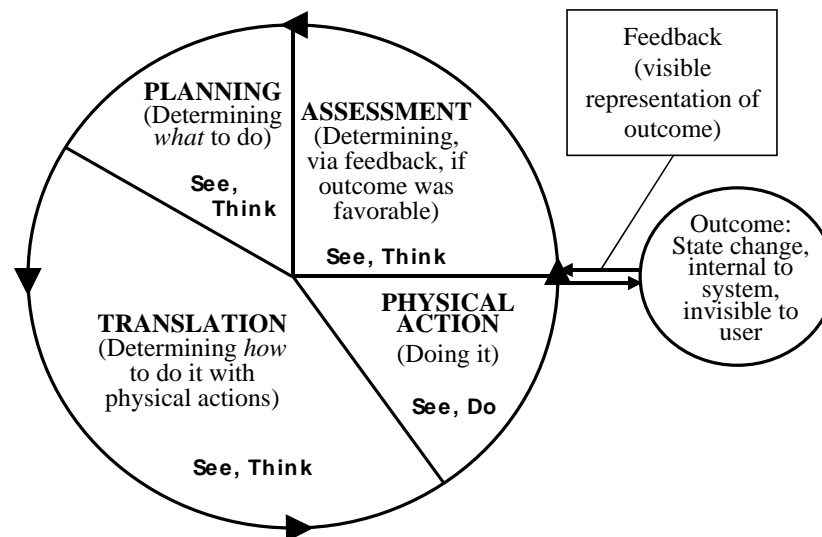 PLANNING
(Determining
what to do)
See,
Think
ASSESSMENT
(Determining,
via feedback, if
outcome was
favorable)
See, Think
TRANSLATION
(Determining how
to do it with
physical actions)
See, Think
PHYSICAL
ACTION
(Doing it)
See, Do
Feedback
(visible
representation of
outcome)
Outcome:
State change,
internal to
system,
invisible to
user